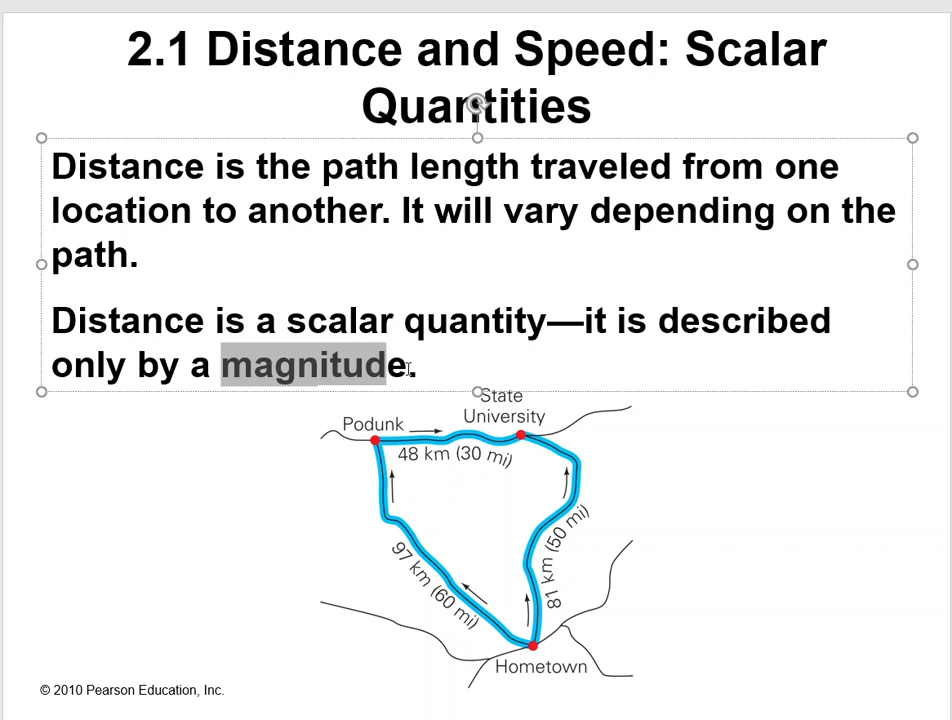 2.1 Distance and Speed: Scalar
Quantities
Distance is the path length traveled from one
location to another. It will vary depending on the
path.
Distance is a scalar quantity—it is described
only by a magnitude.
State
University
Podunk
48 km (30 mi)
97 km (60 mi)
81 km (50 mi)
Hometown
© 2010 Pearson Education, Inc.